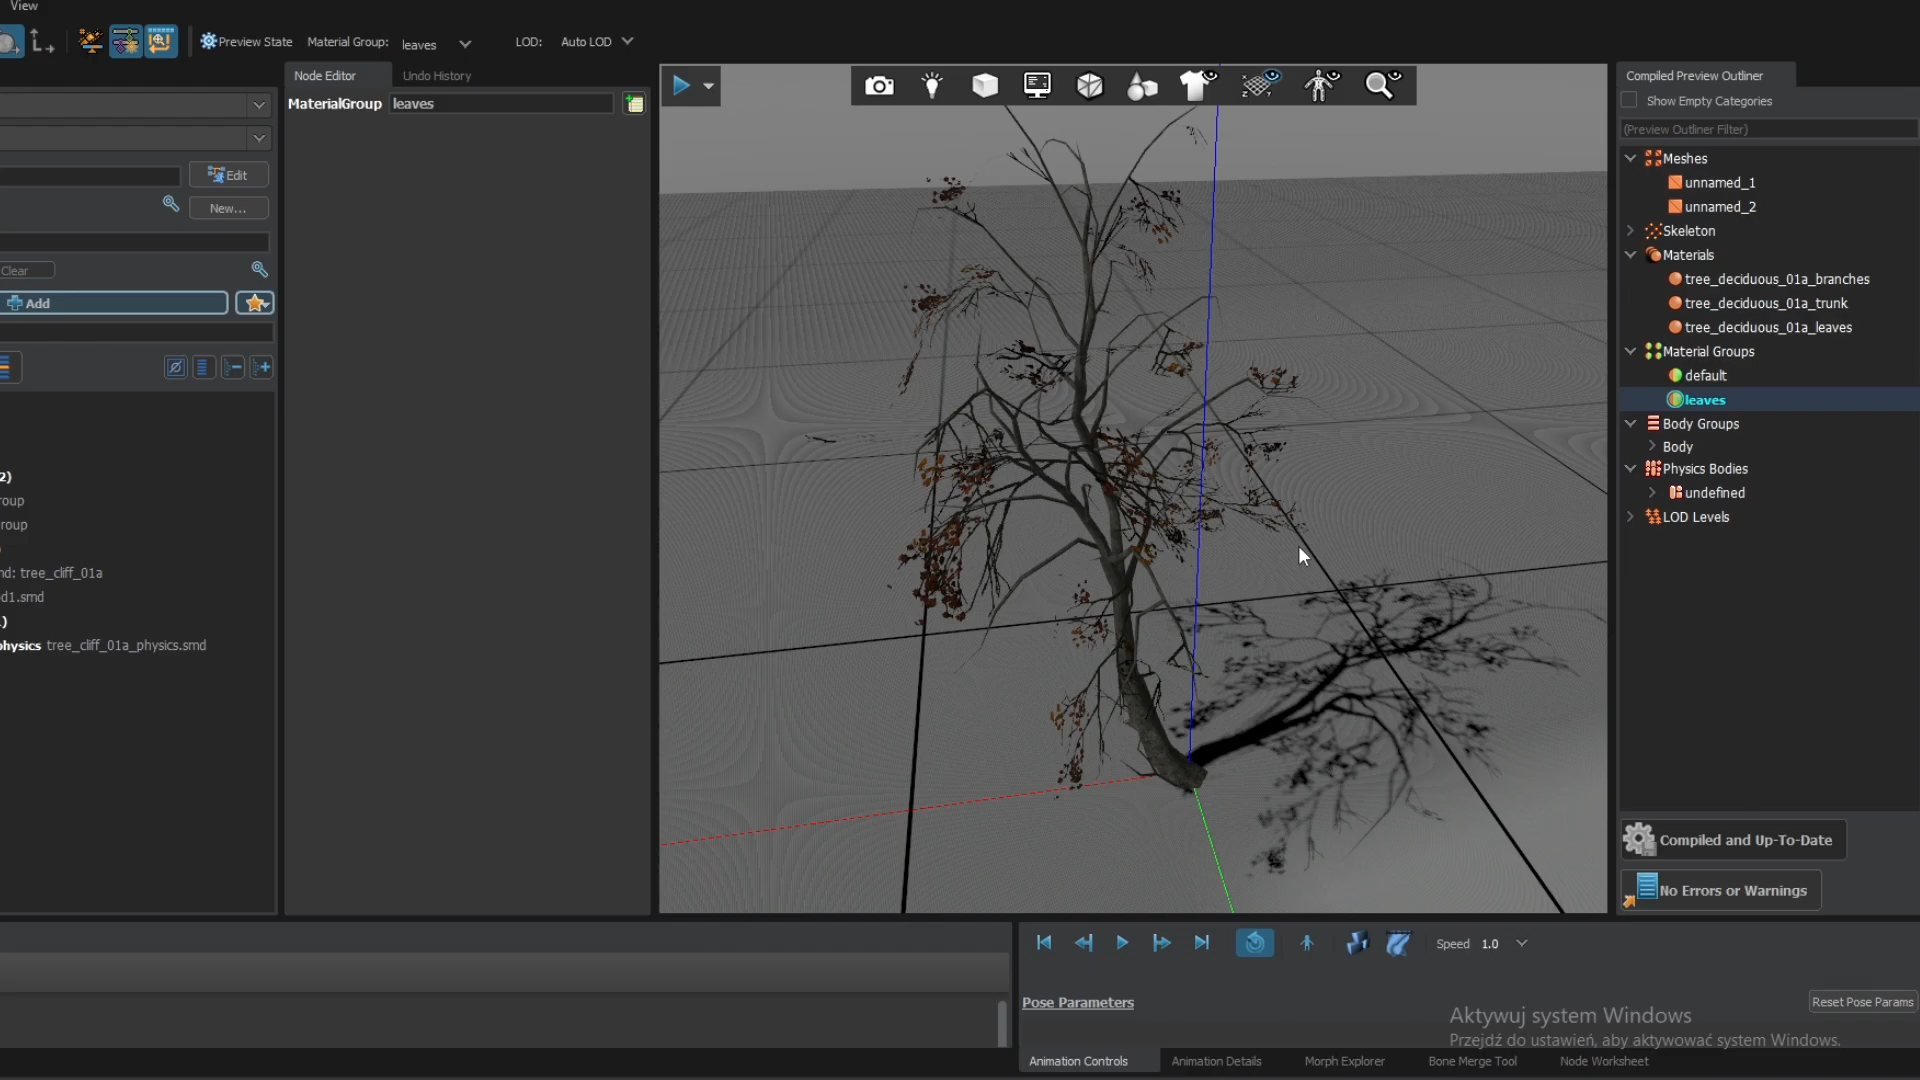 View
Preview State
Material Group: leaves
LOD: Auto LOD
Node Editor
Undo History
MaterialGroup leaves
Edit
New...
Clear
Add
2)
roup
roup
nd: tree_cliff_01a
d1.smd
physics tree_cliff_01a_physics.smd
Z Y
Compiled Preview Outliner
Show Empty Categories
(Preview Outliner Filter)
Meshes
unnamed_1
unnamed_2
Skeleton
Materials
tree_deciduous_01a_branches
tree_deciduous_01a_trunk
tree_deciduous_01a_leaves
Material Groups
default
leaves
Body Groups
Body
Physics Bodies
undefined
LOD Levels
Compiled and Up-To-Date
No Errors or Warnings
Speed 1.0
Pose Parameters
Reset Pose Params
Aktywuj system Windows
Przejdź do ustawień, aby aktywować system Windows.
Animation Controls
Animation Details
Morph Explorer
Bone Merge Tool
Node Worksheet